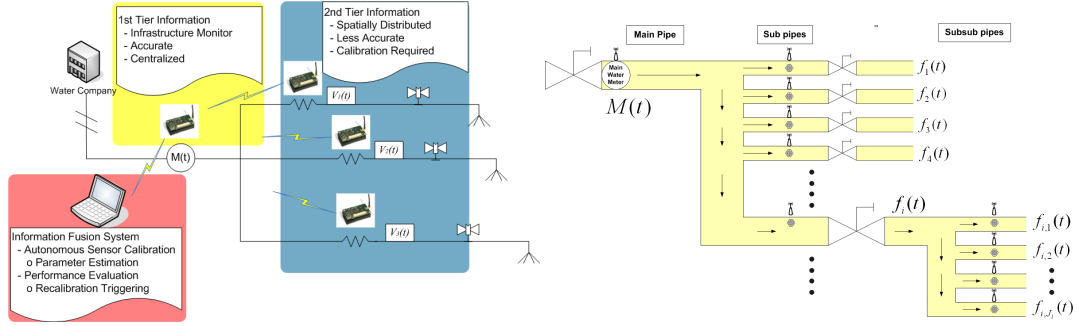 1st Tier Information
- Infrastructure Monitor
- Accurate
- Centralized
2nd Tier Information
- Spatially Distributed
- Less Accurate
- Calibration Required
Water Company
V1(t)
V2(t)
V3(t)
M(t)
Information Fusion System
- Autonomous Sensor Calibration
o Parameter Estimation
- Performance Evaluation
o Recalibration Triggering
Main Pipe
Sub pipes
"
Subsub pipes
Main
Water
Meter
M(t)
f1(t)
f2(t)
f3(t)
f4(t)
fi(t)
fi,1(t)
fi,2(t)
fi,Ji(t)